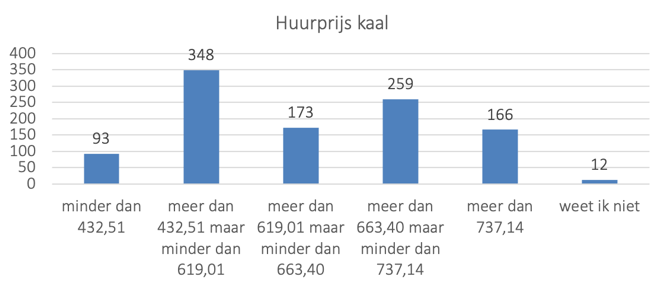 Huurprijs kaal
400
350
300
250
200
150
100
50
0
93
348
173
259
166
12
minder dan
432,51
meer dan
432,51 maar
minder dan
619,01
meer dan
619,01 maar
minder dan
663,40
meer dan
663,40 maar
minder dan
737,14
meer dan
737,14
weet ik niet